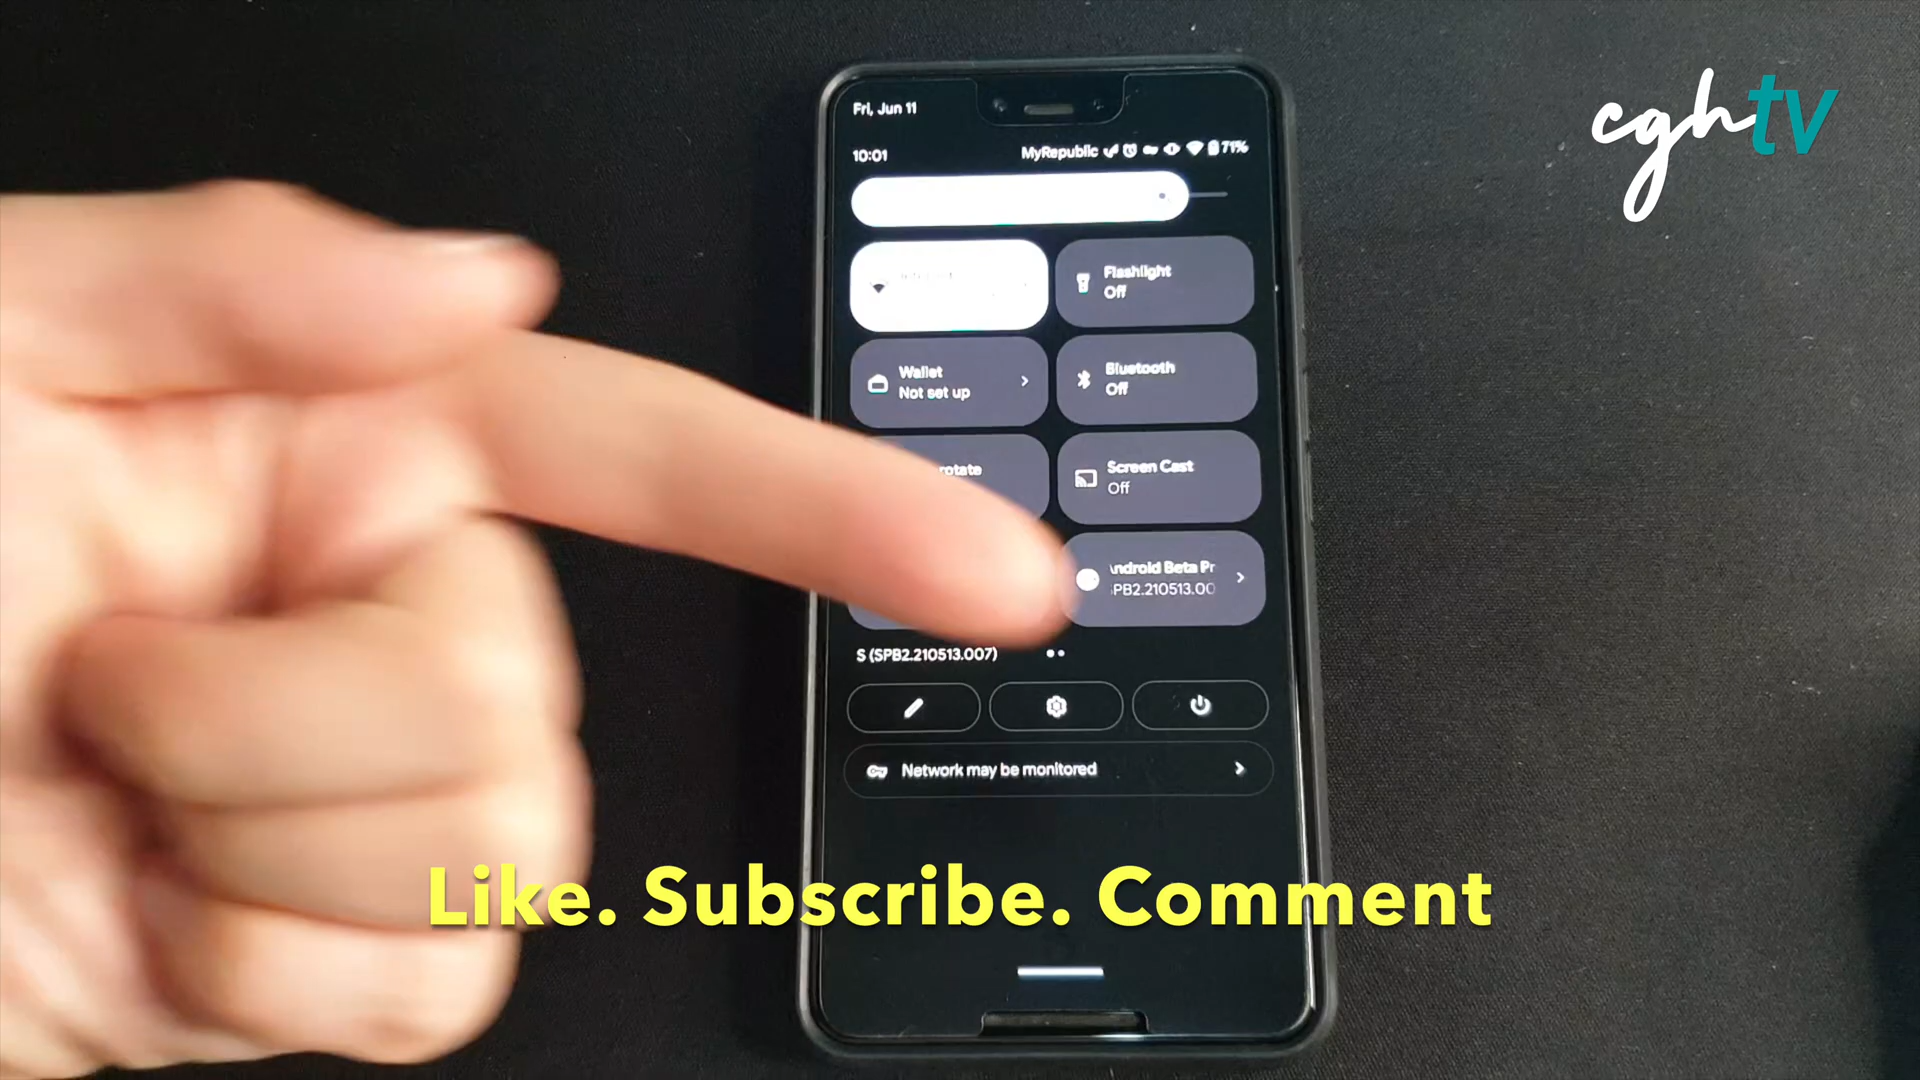 cghtv
Fri, Jun 11
10:01
MyRepublic
71%
Flashlight
Off
Wallet
Not set up
Bluetooth
Off
rotate
Screen Cast
Off
ndroid Beta Pr
PB2.210513.00
S (SPB2.210513.007)
Network may be monitored
Like. Subscribe. Comment